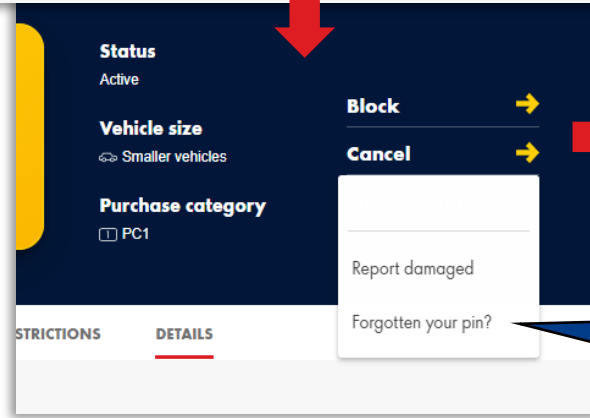 Status
Active
Vehicle size
Smaller vehicles
Purchase category
PC1
Block
Cancel
Report damaged
Forgotten your pin?
STRICTIONS
DETAILS